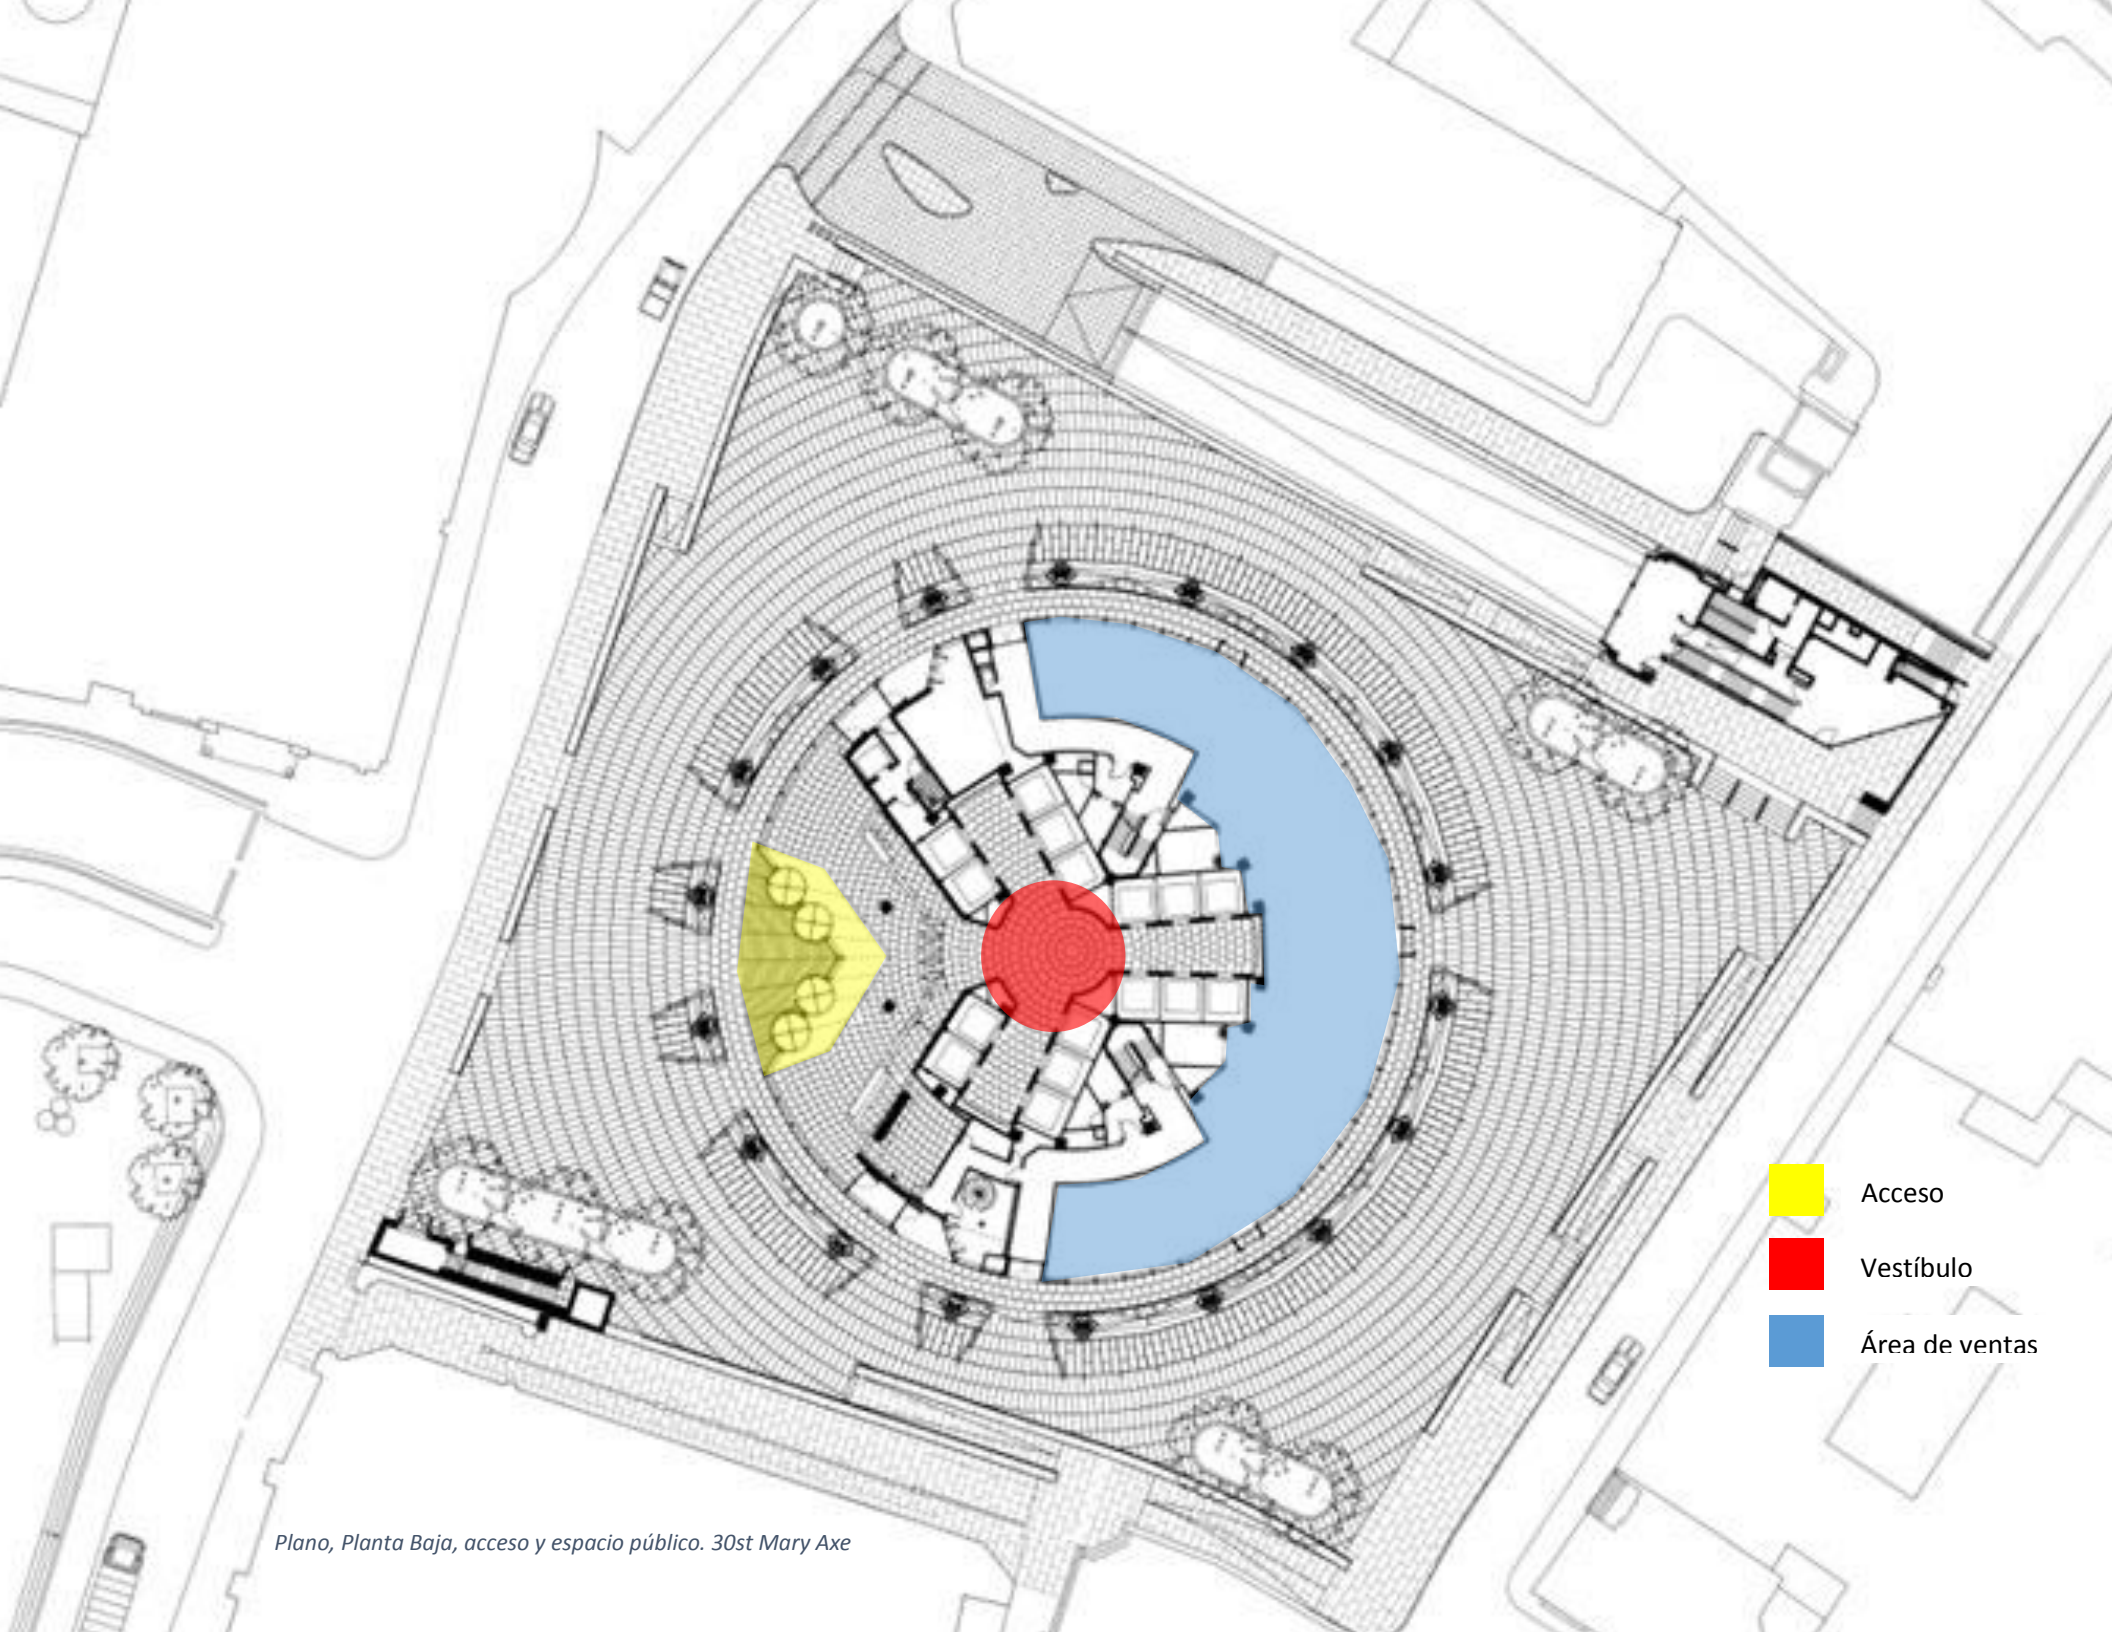 Acceso
Vestíbulo
Área de ventas
Plano, Planta Baja, acceso y espacio público. 30st Mary Axe